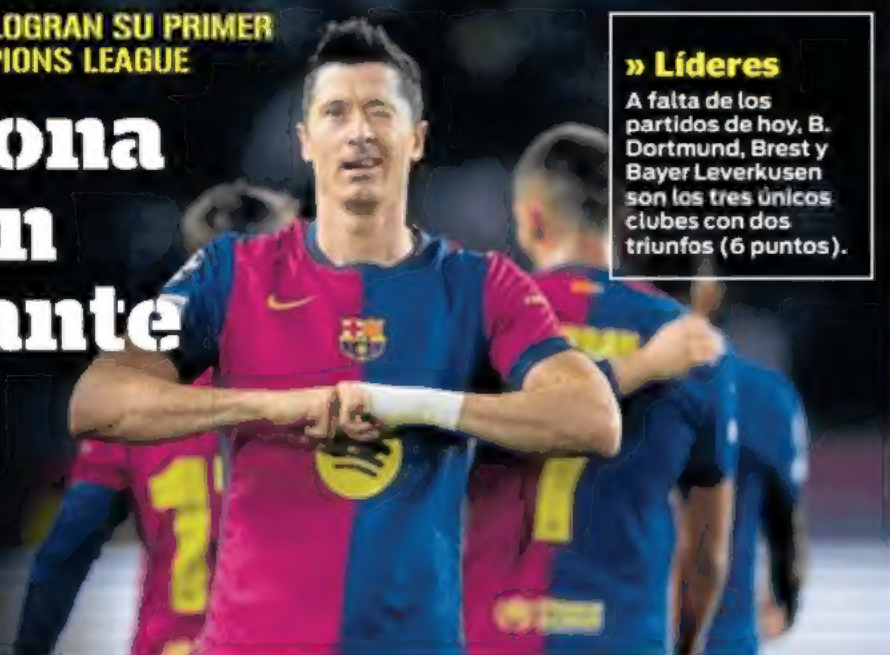 LOGRAN SU PRIMER
PIONS LEAGUE
ona
n
ante
» Líderes
A falta de los
partidos de hoy, B.
Dortmund, Brest y
Bayer Leverkusen
son los tres únicos
clubes con dos
triunfos (6 puntos).